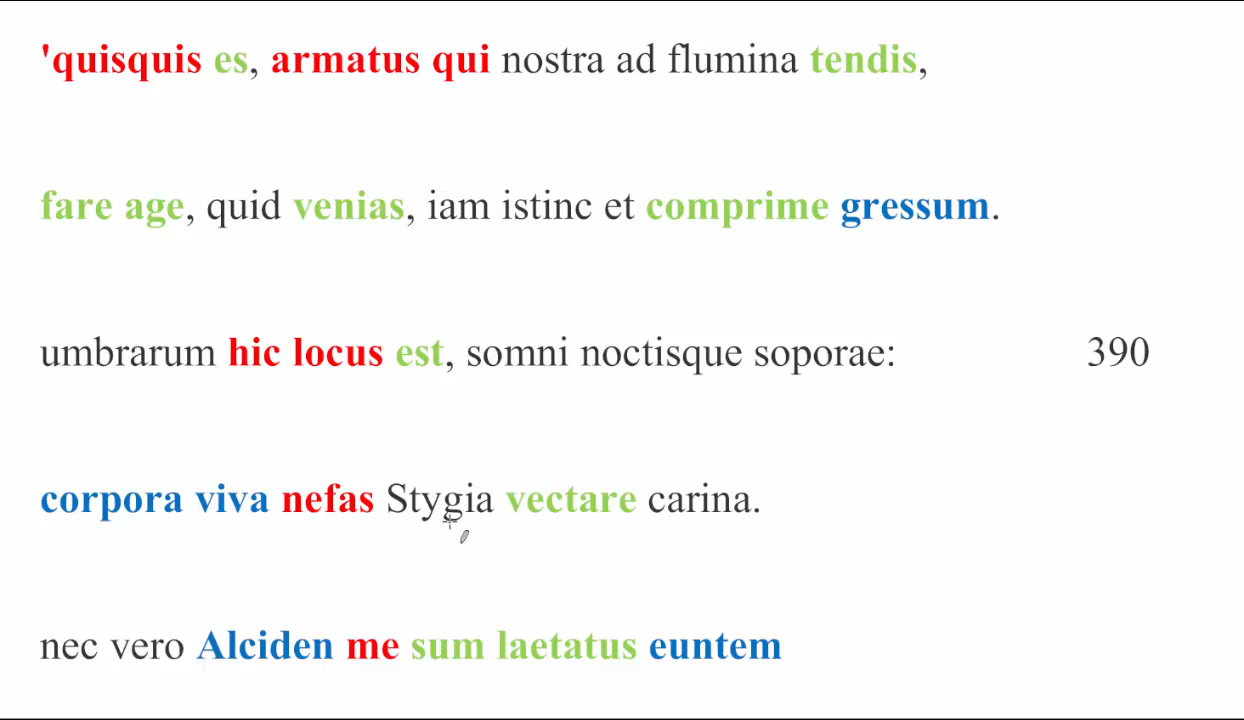 'quisquis es, armatus qui nostra ad flumina tendis,
fare age, quid venias, iam istinc et comprime gressum.
umbrarum hic locus est, somni noctisque soporae: 390
corpora viva nefas Stygia vectare carina.
nec vero Alciden me sum laetatus euntem